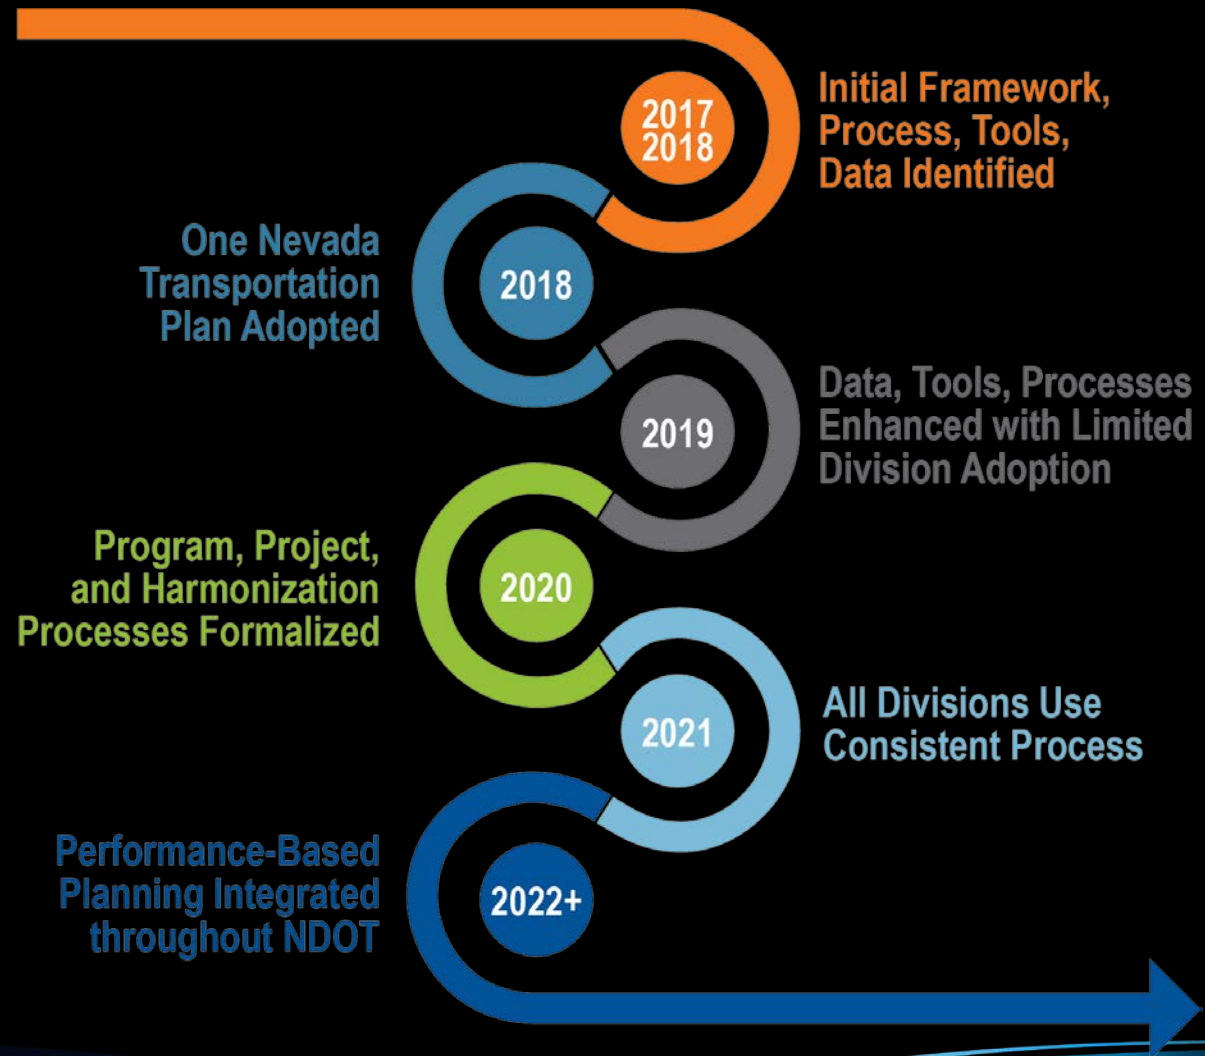 2017
2018
Initial Framework,
Process, Tools,
Data Identified
One Nevada
Transportation
Plan Adopted
2018
2019
Data, Tools, Processes
Enhanced with Limited
Division Adoption
Program, Project,
and Harmonization
Processes Formalized
2020
2021
All Divisions Use
Consistent Process
Performance-Based
Planning Integrated
throughout NDOT
2022+